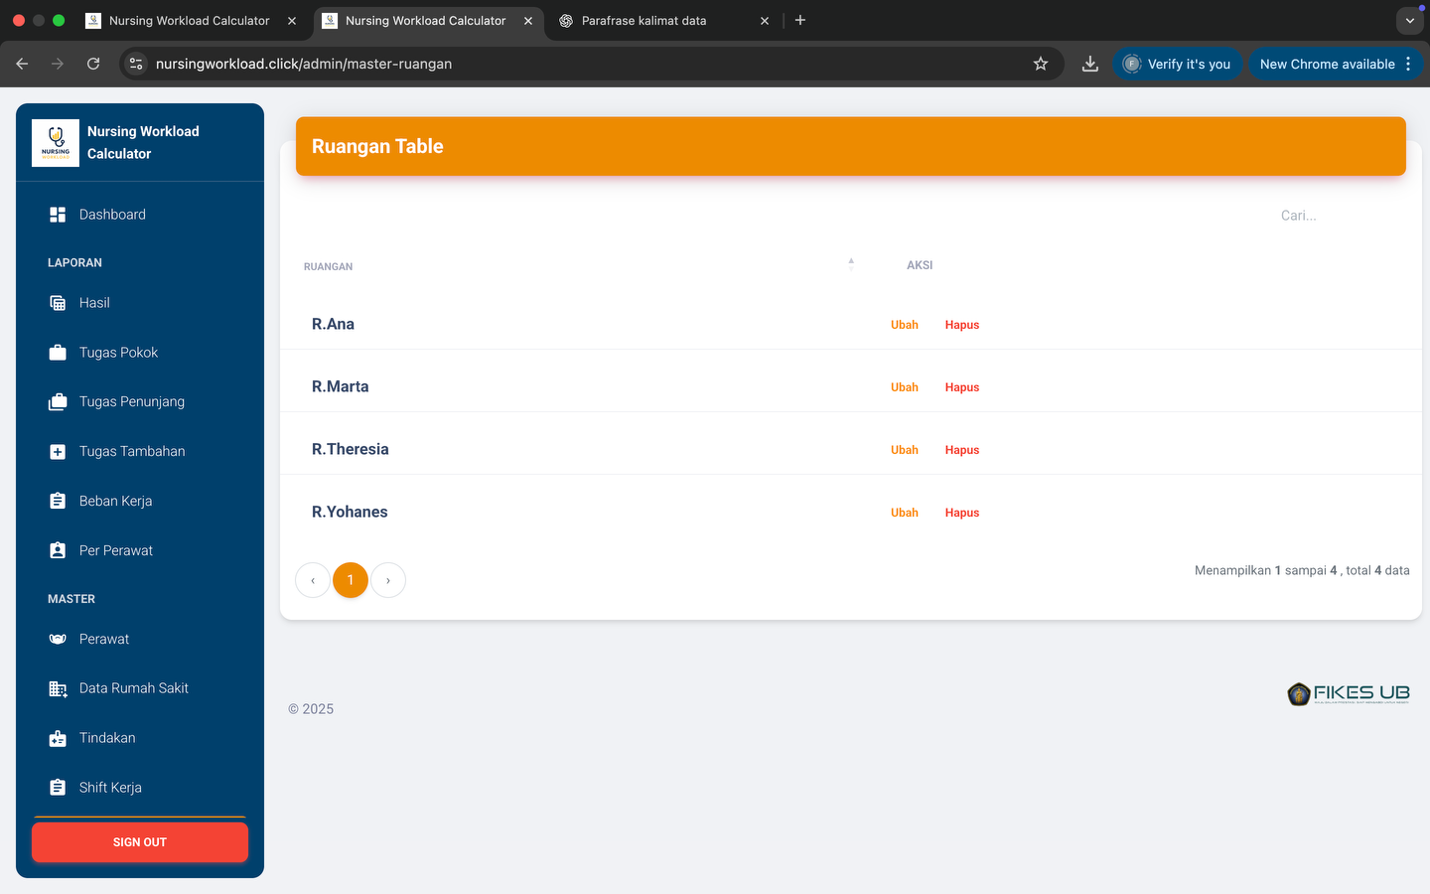 Nursing Workload Calculator
Nursing Workload Calculator
Parafrase kalimat data
nursingworkload.click/admin/master-ruangan
F
Verify it's you
New Chrome available
NURSING
WORKLOAD
Nursing Workload
Calculator
Dashboard
LAPORAN
Hasil
Tugas Pokok
Tugas Penunjang
Tugas Tambahan
Beban Kerja
Per Perawat
MASTER
Perawat
Data Rumah Sakit
Tindakan
Shift Kerja
SIGN OUT
Ruangan Table
Cari...
RUANGAN AKSI
R.Ana Ubah Hapus
R.Marta Ubah Hapus
R.Theresia Ubah Hapus
R.Yohanes Ubah Hapus
‹ 1 ›
Menampilkan 1 sampai 4 , total 4 data
© 2025
FIKES UB